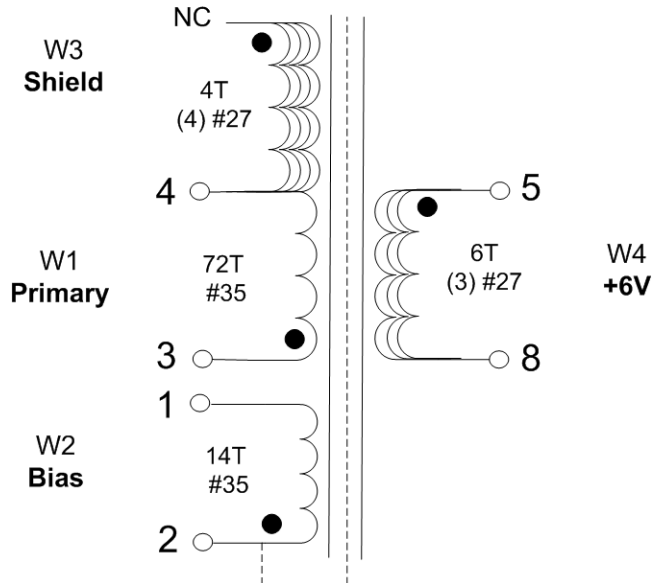 NC
W3
Shield
4T
(4) #27
4
5
W1
Primary
72T
#35
6T
(3) #27
W4
+6V
3
8
1
W2
Bias
14T
#35
2